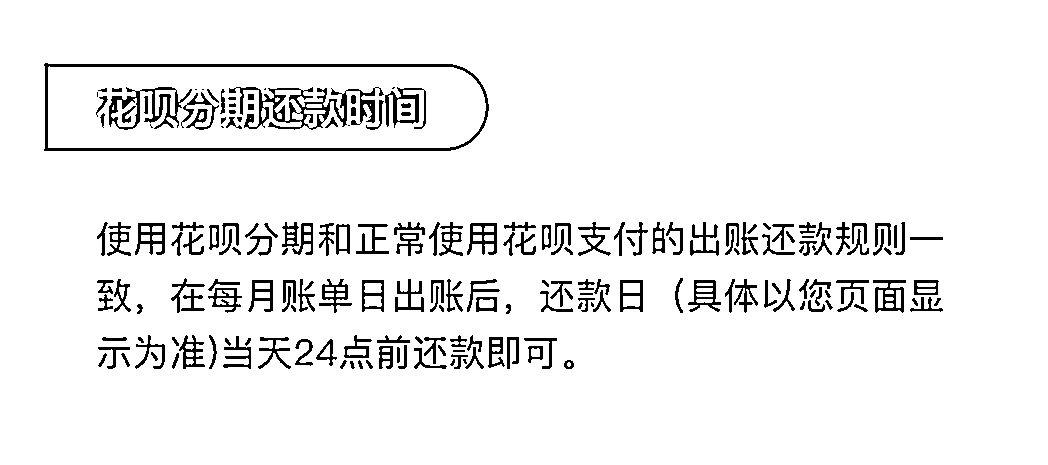 花呗分期还款时间
使用花呗分期和正常使用花呗支付的出账还款规则一
致，在每月账单日出账后，还款日（具体以您页面显
示为准)当天24点前还款即可。